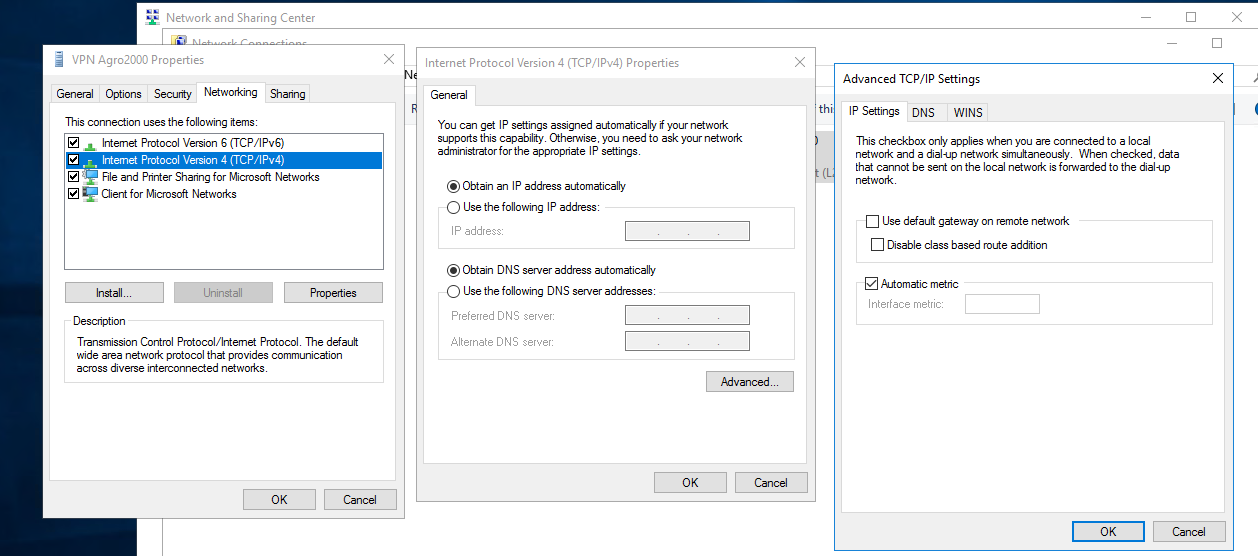 Network and Sharing Center
Network Connections
VPN Agro2000 Properties
General
Options
Security
Networking
Sharing
This connection uses the following items:
Internet Protocol Version 6 (TCP/IPv6)
Internet Protocol Version 4 (TCP/IPv4)
File and Printer Sharing for Microsoft Networks
Client for Microsoft Networks
Install...
Uninstall
Properties
Description
Transmission Control Protocol/Internet Protocol. The default
wide area network protocol that provides communication
across diverse interconnected networks.
OK
Cancel
Internet Protocol Version 4 (TCP/IPv4) Properties
General
You can get IP settings assigned automatically if your network
supports this capability. Otherwise, you need to ask your network
administrator for the appropriate IP settings.
Obtain an IP address automatically
Use the following IP address:
IP address:
Obtain DNS server address automatically
Use the following DNS server addresses:
Preferred DNS server:
Alternate DNS server:
Advanced...
OK
Cancel
Advanced TCP/IP Settings
IP Settings
DNS
WINS
This checkbox only applies when you are connected to a local
network and a dial-up network simultaneously. When checked, data
that cannot be sent on the local network is forwarded to the dial-up
network.
Use default gateway on remote network
Disable class based route addition
Automatic metric
Interface metric:
OK
Cancel